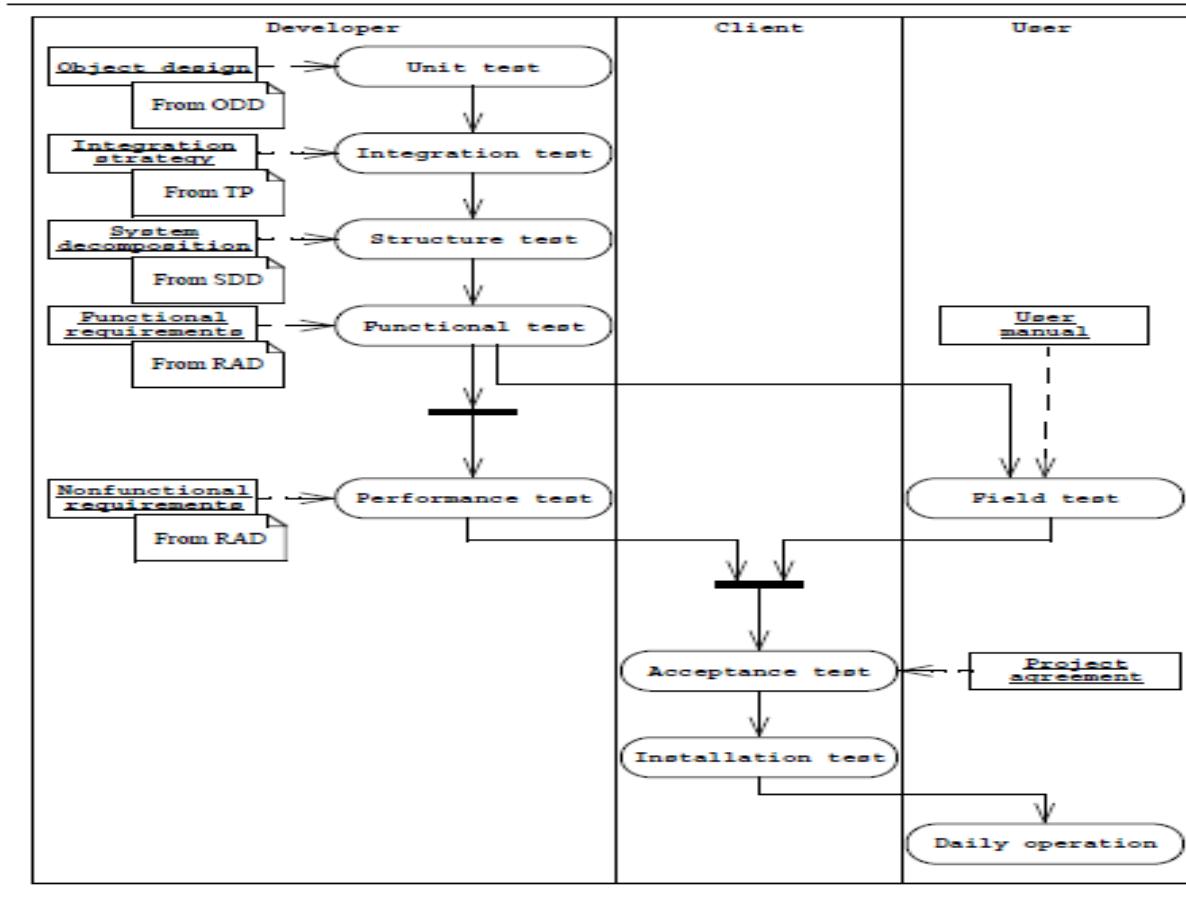 Developer
Client
User
Object design
Unit test
From ODD
Integration
strategy
Integration test
From TP
System
decomposition
Structure test
From SDD
Functional
requirements
Functional test
User
manual
From RAD
Nonfunctional
requirements
Performance test
Field test
From RAD
Acceptance test
Project
agreement
Installation test
Daily operation